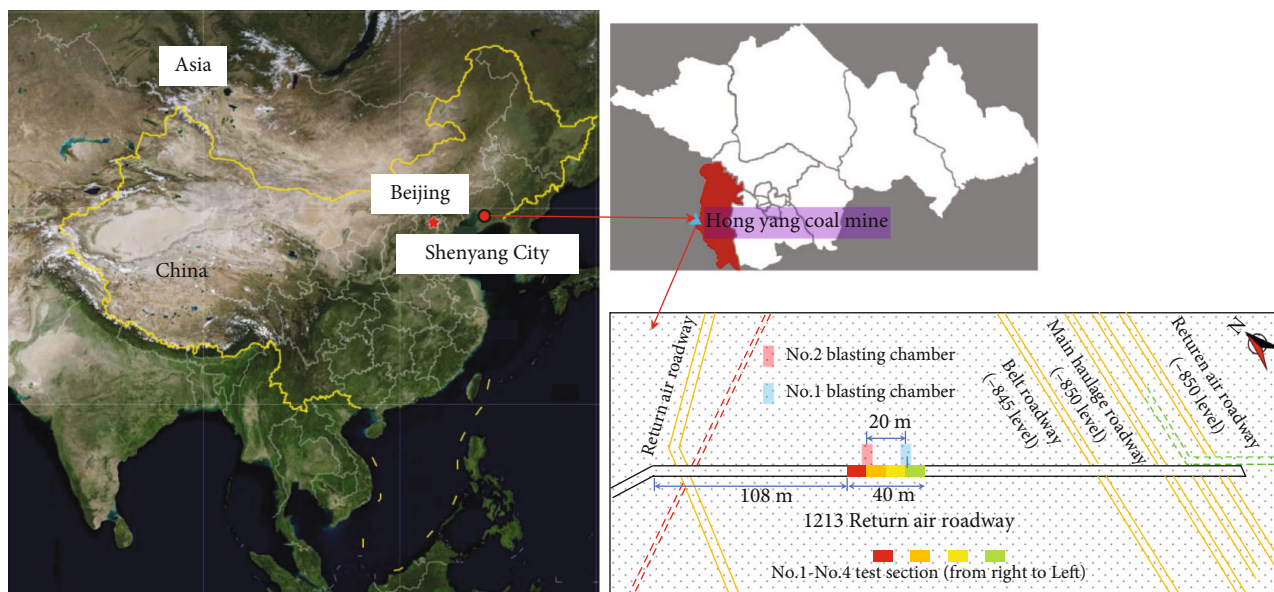 Asia
Beijing
Shenyang City
China
Hong yang coal mine
Return air roadway
No.2 blasting chamber
No.1 blasting chamber
20 m
Belt roadway
(–845 level)
Main haulage roadway
(–850 level)
Returen air roadway
(–850 level)
N
108 m
40 m
1213 Return air roadway
No.1-No.4 test section (from right to Left)